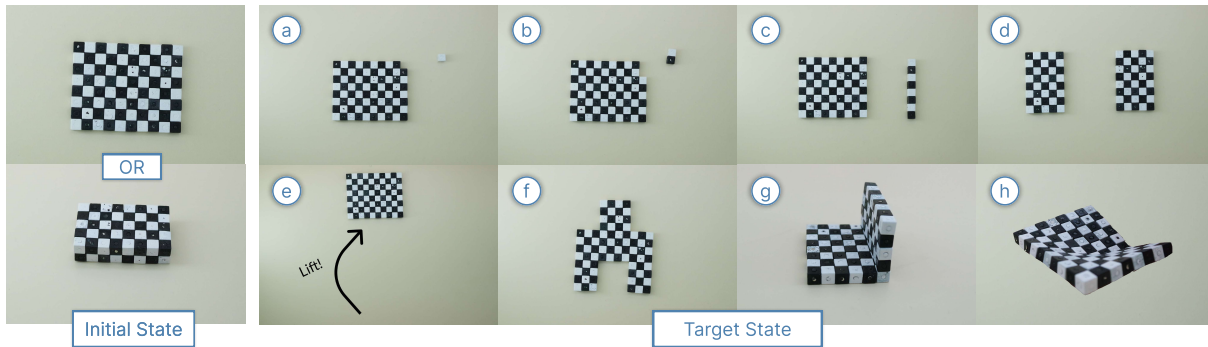 a
b
c
d
OR
e
Lift!
f
g
h
Initial State
Target State